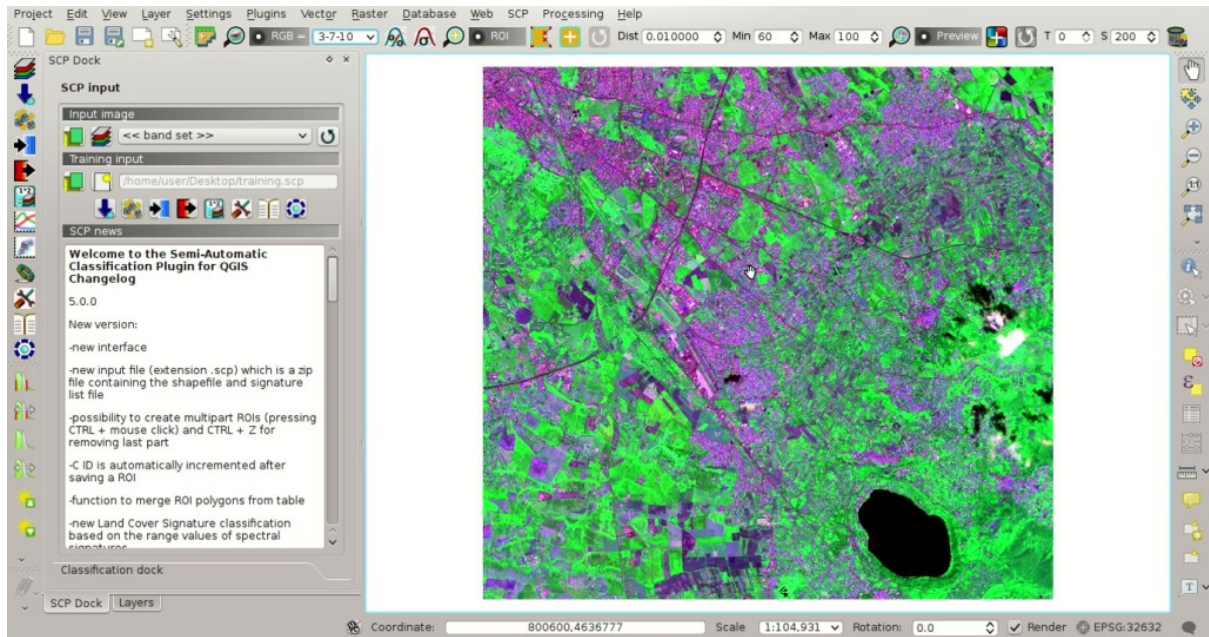 Project Edit View Layer Settings Plugins Vector Raster Database Web SCP Processing Help
RGB = 3-7-10 ROI Dist 0.010000 Min 60 Max 100 Preview T 0 S 200
SCP Dock
SCP input
Input image
<< band set >>
Training input
/home/user/Desktop/training.scp
SCP news
Welcome to the Semi-Automatic
Classification Plugin for QGIS
Changelog
5.0.0
New version:
-new interface
-new input file (extension .scp) which is a zip
file containing the shapefile and signature
list file
-possibility to create multipart ROIs (pressing
CTRL + mouse click) and CTRL + Z for
removing last part
-C ID is automatically incremented after
saving a ROI
-function to merge ROI polygons from table
-new Land Cover Signature classification
based on the range values of spectral
signatures
Classification dock
SCP Dock Layers
Coordinate: 800600,4636777 Scale 1:104,931 Rotation: 0.0 Render EPSG:32632